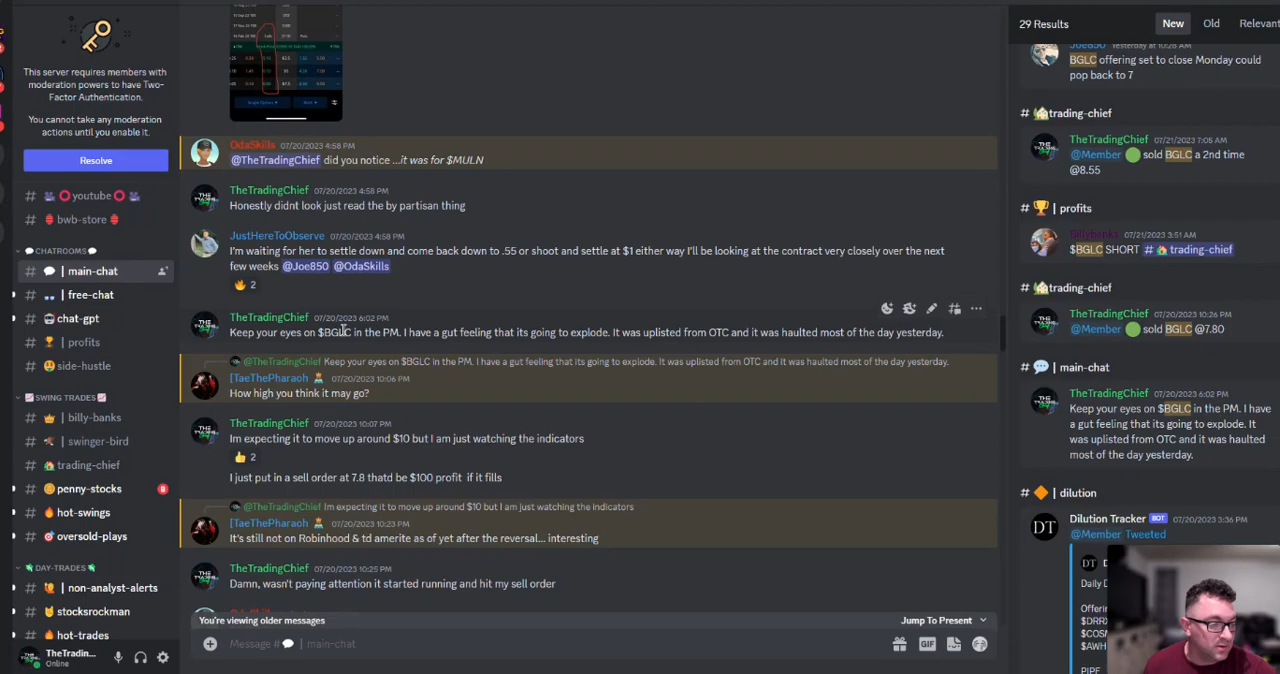 This server requires members with
moderation powers to have Two-
Factor Authentication.
You cannot take any moderation
actions until you enable it.
Resolve
# youtube
# bwb-store
CHATROOMS
# | main-chat
# | free-chat
# chat-gpt
# | profits
# side-hustle
SWING TRADES
# | billy-banks
# | swinger-bird
# | trading-chief
# penny-stocks
# hot-swings
# oversold-plays
DAY-TRADES
# | non-analyst-alerts
# stocksrockman
# hot-trades
TheTradin...
Online
OdaSkills 07/20/2023 4:58 PM
@TheTradingChief did you notice ...it was for $MULN
TheTradingChief 07/20/2023 4:58 PM
Honestly didnt look just read the by partisan thing
JustHereToObserve 07/20/2023 4:58 PM
I'm waiting for her to settle down and come back down to .55 or shoot and settle at $1 either way I'll be looking at the contract very closely over the next
few weeks @Joe850 @OdaSkills
2
TheTradingChief 07/20/2023 6:02 PM
Keep your eyes on $BGLC in the PM. I have a gut feeling that its going to explode. It was uplisted from OTC and it was haulted most of the day yesterday.
@TheTradingChief Keep your eyes on $BGLC in the PM. I have a gut feeling that its going to explode. It was uplisted from OTC and it was haulted most of the day yesterday.
[TaeThePharaoh 07/20/2023 10:06 PM
How high you think it may go?
TheTradingChief 07/20/2023 10:07 PM
Im expecting it to move up around $10 but I am just watching the indicators
2
I just put in a sell order at 7.8 thatd be $100 profit if it fills
@TheTradingChief Im expecting it to move up around $10 but I am just watching the indicators
[TaeThePharaoh 07/20/2023 10:23 PM
It's still not on Robinhood & td amerite as of yet after the reversal... interesting
TheTradingChief 07/20/2023 10:25 PM
Damn, wasn't paying attention it started running and hit my sell order
You're viewing older messages
Jump To Present
Message # | main-chat
GIF
29 Results
New
Old
Relevant
Joe850 Yesterday at 10:26 AM
BGLC offering set to close Monday could
pop back to 7
# trading-chief
TheTradingChief 07/21/2023 7:05 AM
@Member sold BGLC a 2nd time
@8.55
# | profits
Billybanks 07/21/2023 3:51 AM
$BGLC SHORT # trading-chief
# trading-chief
TheTradingChief 07/20/2023 10:26 PM
@Member sold BGLC @7.80
# | main-chat
TheTradingChief 07/20/2023 6:02 PM
Keep your eyes on $BGLC in the PM. I have
a gut feeling that its going to explode. It
was uplisted from OTC and it was haulted
most of the day yesterday.
# | dilution
DT
Dilution Tracker BOT 07/20/2023 3:36 PM
@Member Tweeted
DT
Daily D
Offerin
$DRRX
$COSM
$AWH
PIPE